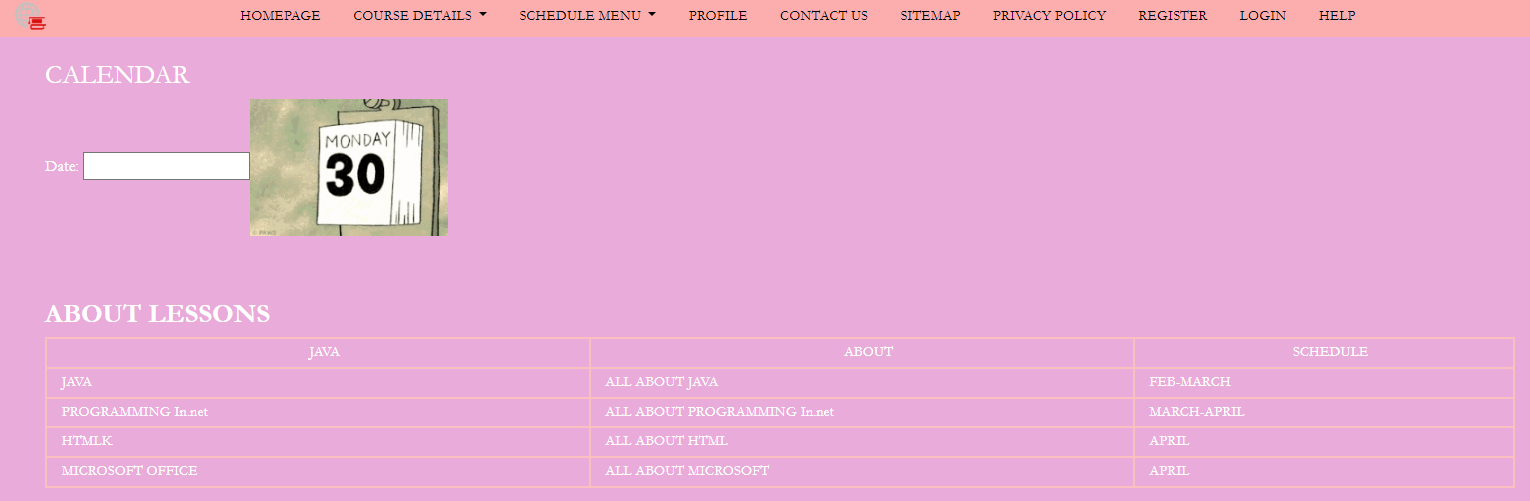 HOMEPAGE COURSE DETAILS SCHEDULE MENU PROFILE CONTACT US SITEMAP PRIVACY POLICY REGISTER LOGIN HELP
CALENDAR
MONDAY
30
Date:
ABOUT LESSONS
JAVA ABOUT SCHEDULE
JAVA ALL ABOUT JAVA FEB-MARCH
PROGRAMMING In.net ALL ABOUT PROGRAMMING In.net MARCH-APRIL
HTMLK ALL ABOUT HTML APRIL
MICROSOFT OFFICE ALL ABOUT MICROSOFT APRIL